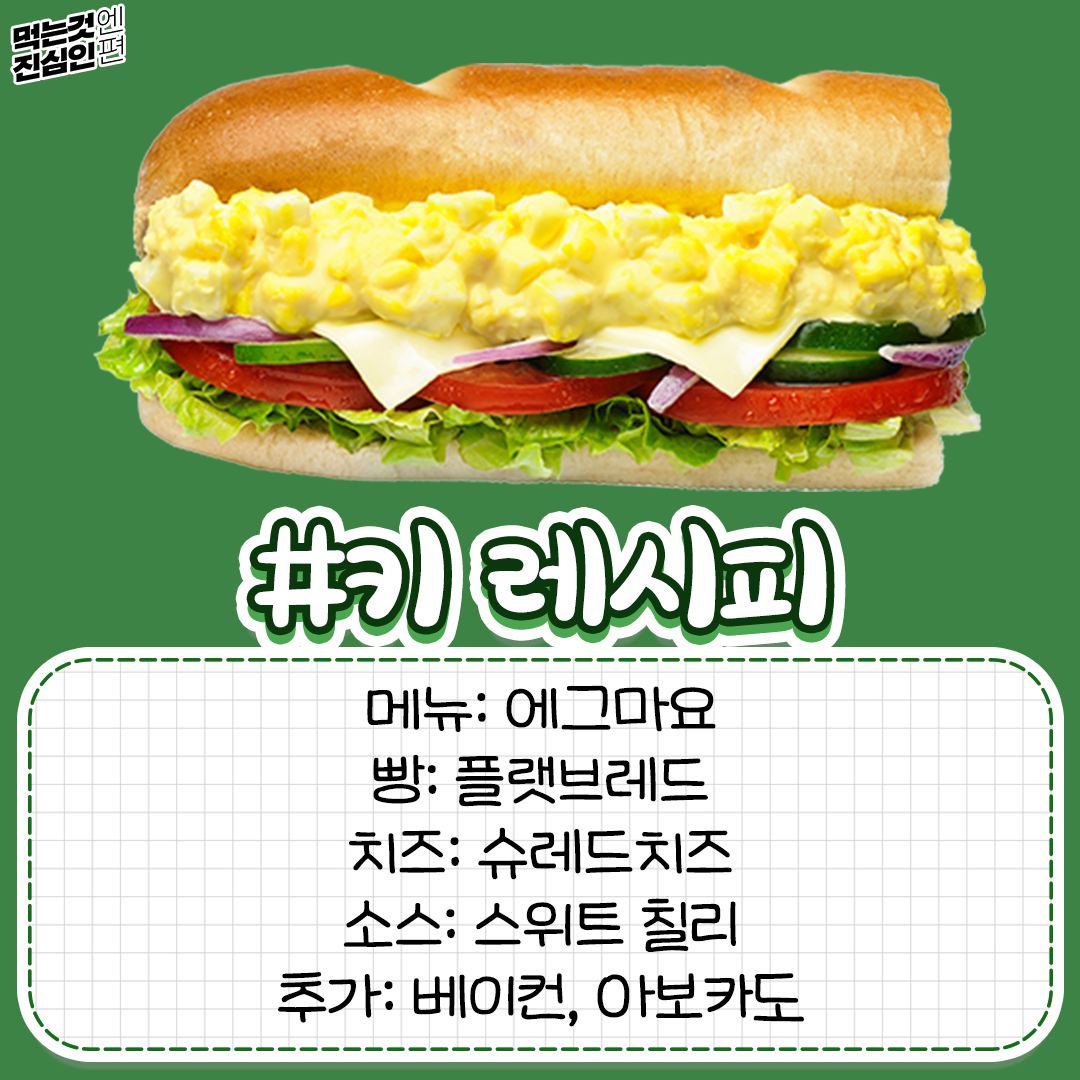 먹는것엔
진심인편
#키 레시피
메뉴: 에그마요
빵: 플랫브레드
치즈: 슈레드치즈
소스: 스위트 칠리
추가: 베이컨, 아보카도